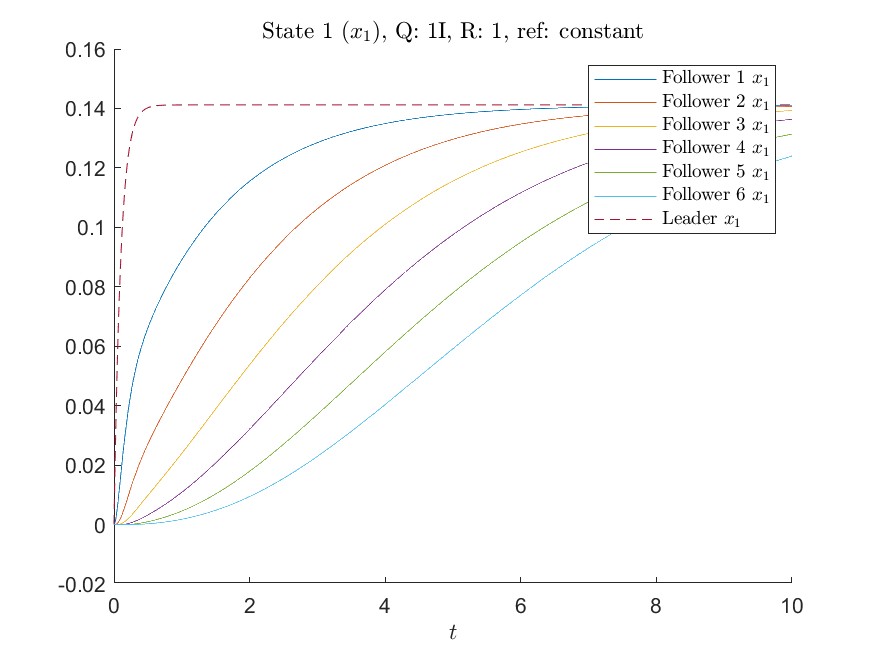 State 1 (x₁), Q: 1I, R: 1, ref: constant
0.16
0.14
0.12
0.1
0.08
0.06
0.04
0.02
0
-0.02
Follower 1 x₁
Follower 2 x₁
Follower 3 x₁
Follower 4 x₁
Follower 5 x₁
Follower 6 x₁
Leader x₁
0 2 4 6 8 10
t